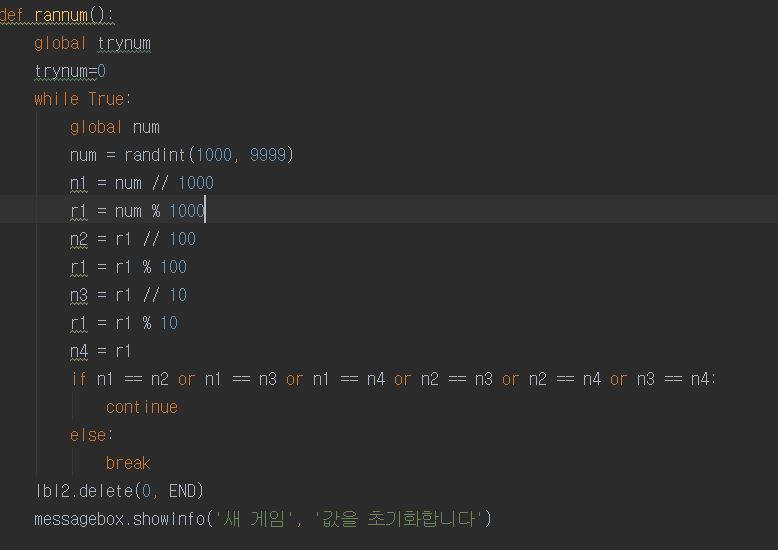 def rannum():
    global trynum
    trynum=0
    while True:
        global num
        num = randint(1000, 9999)
        n1 = num // 1000
        r1 = num % 1000
        n2 = r1 // 100
        r1 = r1 % 100
        n3 = r1 // 10
        r1 = r1 % 10
        n4 = r1
        if n1 == n2 or n1 == n3 or n1 == n4 or n2 == n3 or n2 == n4 or n3 == n4:
            continue
        else:
            break
    lbl2.delete(0, END)
    messagebox.showinfo('새 게임', '값을 초기화합니다')